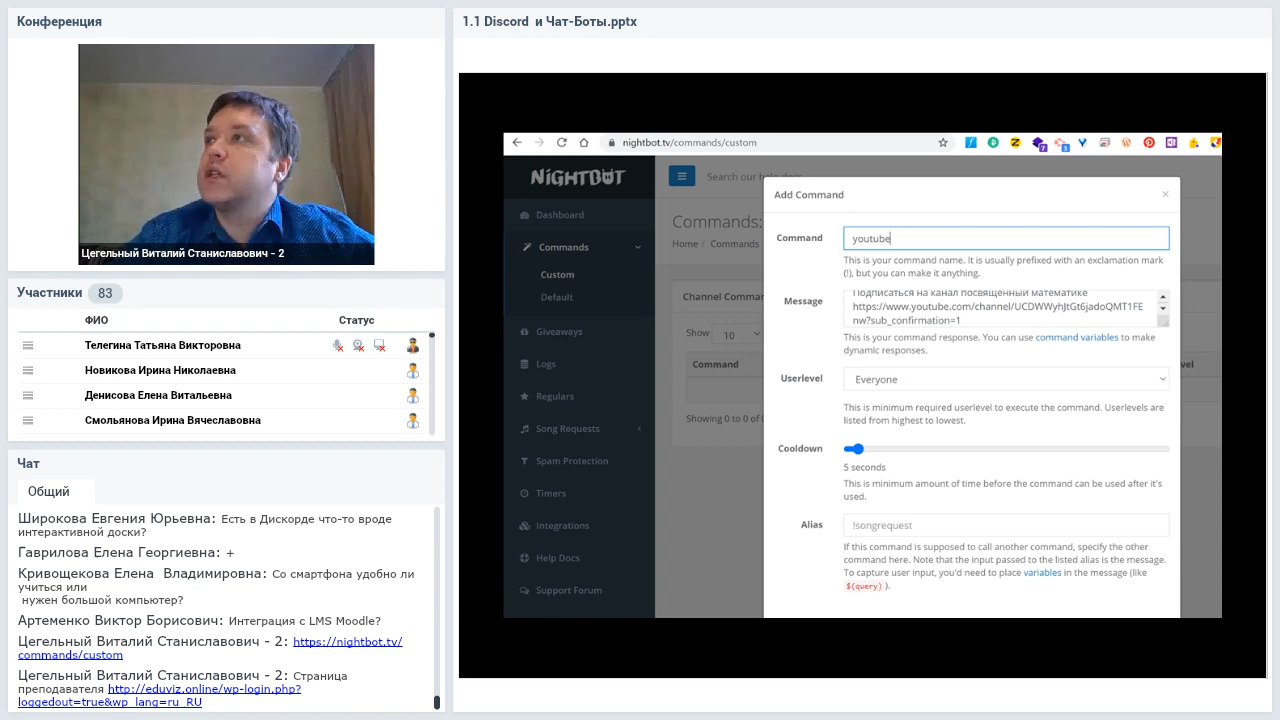 Конференция
Цегельный Виталий Станиславович - 2
Участники 83
ФИО Статус
Телегина Татьяна Викторовна
Новикова Ирина Николаевна
Денисова Елена Витальевна
Смольянова Ирина Вячеславовна
Чат
Общий
Широкова Евгения Юрьевна: Есть в Дискорде что-то вроде
интерактивной доски?
Гаврилова Елена Георгиевна: +
Кривощекова Елена Владимировна: Со смартфона удобно ли
учиться или
нужен большой компьютер?
Артеменко Виктор Борисович: Интеграция с LMS Moodle?
Цегельный Виталий Станиславович - 2: https://nightbot.tv/
commands/custom
Цегельный Виталий Станиславович - 2: Страница
преподавателя http://eduviz.online/wp-login.php?
loggedout=true&wp_lang=ru_RU
1.1 Discord и Чат-Боты.pptx
nightbot.tv/commands/custom
7
3
NIGHTBOT
Search our help docs
Dashboard
Commands
Custom
Default
Giveaways
Logs
Regulars
Song Requests
Spam Protection
Timers
Integrations
Help Docs
Support Forum
Commands:
Home / Commands
Channel Comma
Show 10
Command
Showing 0 to 0 of
vel
Add Command ×
Command youtube
This is your command name. It is usually prefixed with an exclamation mark
(!), but you can make it anything.
Message
Подписаться на канал посвященный математике
https://www.youtube.com/channel/UCDWWyhJtGt6jadoQMT1FE
nw?sub_confirmation=1
This is your command response. You can use command variables to make
dynamic responses.
Userlevel Everyone
This is minimum required userlevel to execute the command. Userlevels are
listed from highest to lowest.
Cooldown
5 seconds
This is minimum amount of time before the command can be used after it's
used.
Alias !songrequest
If this command is supposed to call another command, specify the other
command here. Note that the input passed to the listed alias is the message.
To capture user input, you'd need to place variables in the message (like
$(query) ).